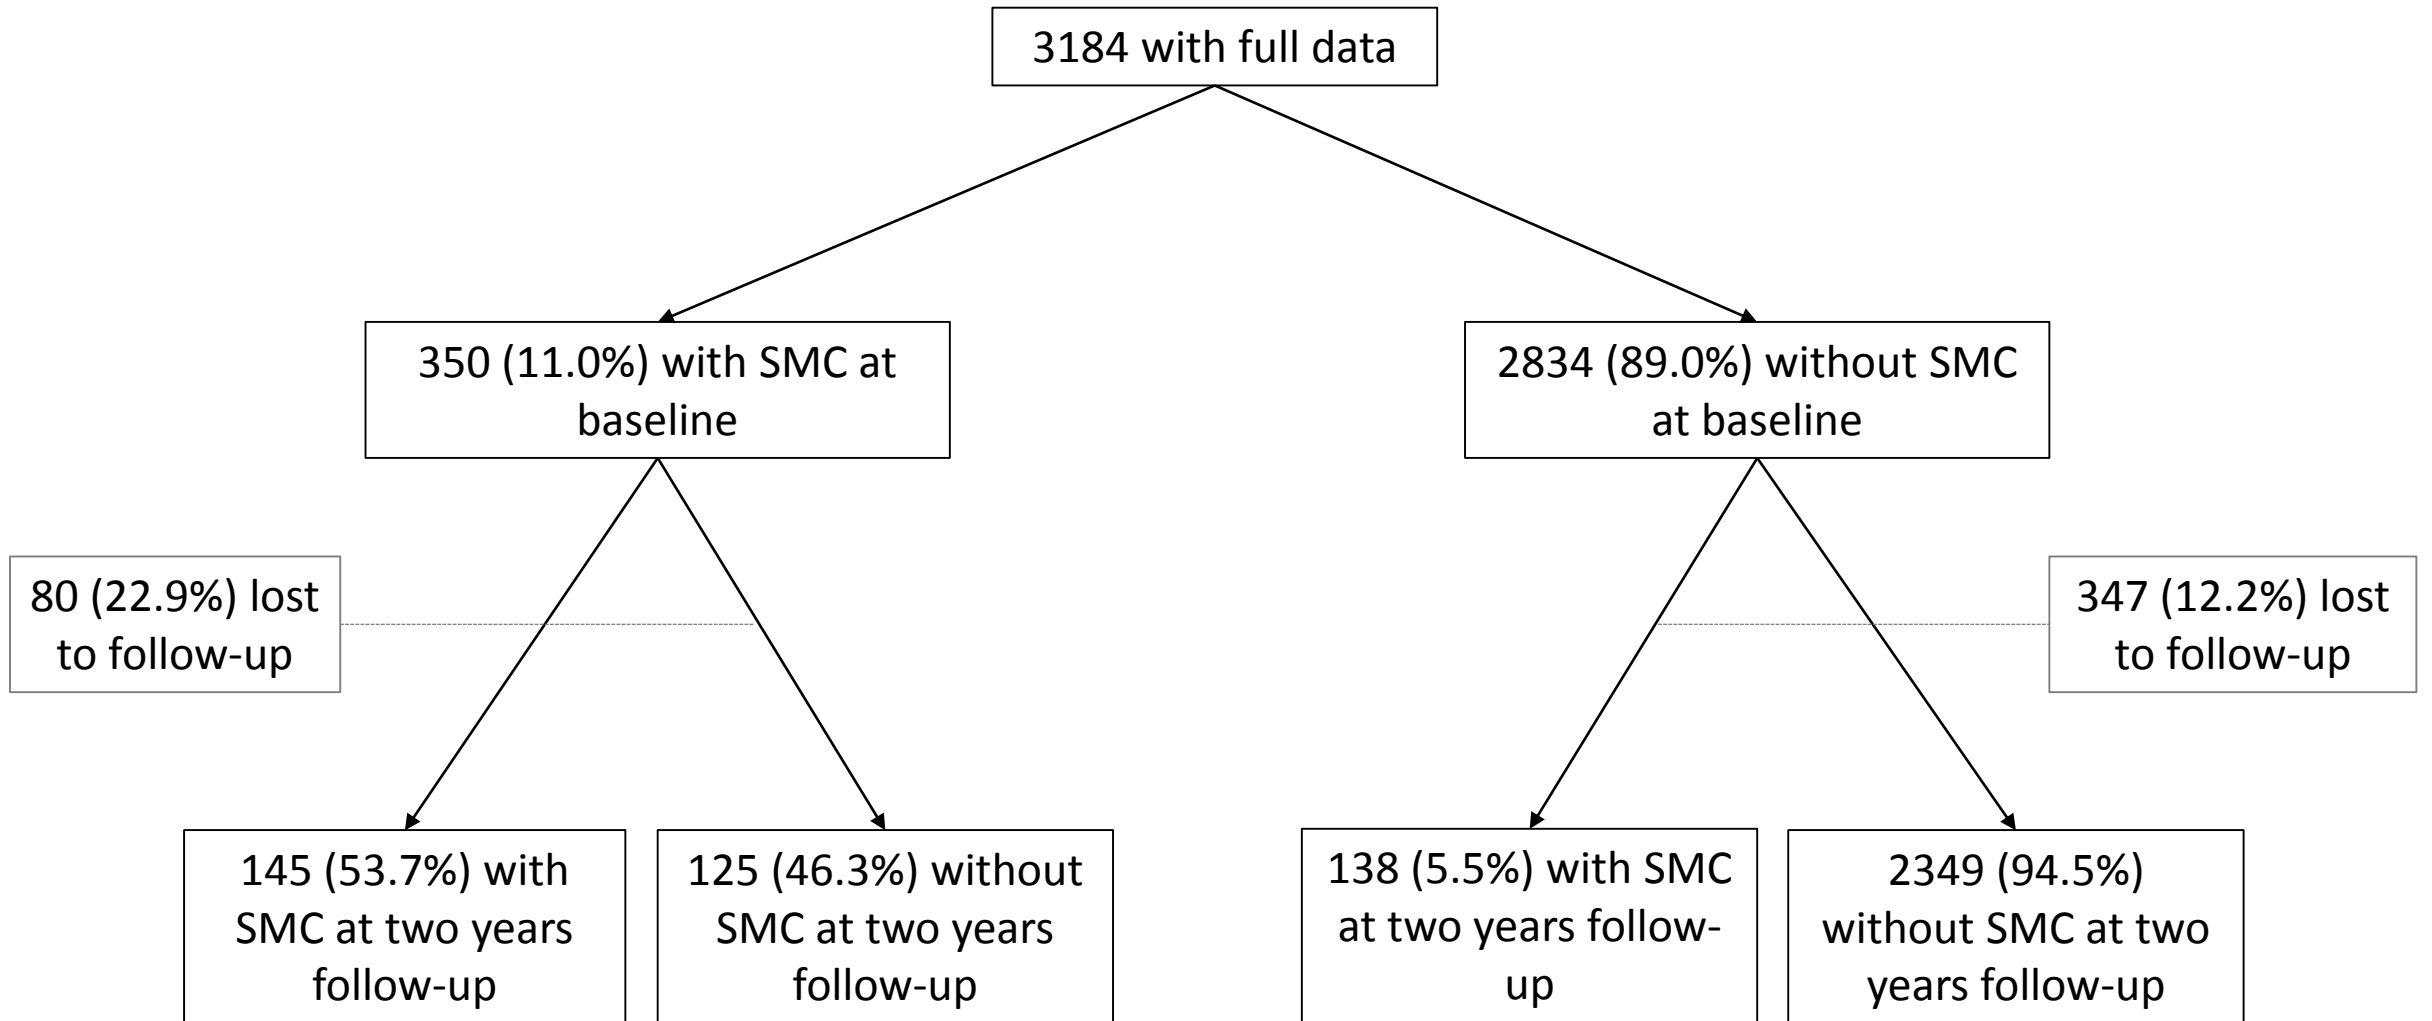 3184 with full data
350 (11.0%) with SMC at
baseline
2834 (89.0%) without SMC
at baseline
80 (22.9%) lost
to follow-up
347 (12.2%) lost
to follow-up
145 (53.7%) with
SMC at two years
follow-up
125 (46.3%) without
SMC at two years
follow-up
138 (5.5%) with SMC
at two years follow-
up
2349 (94.5%)
without SMC at two
years follow-up